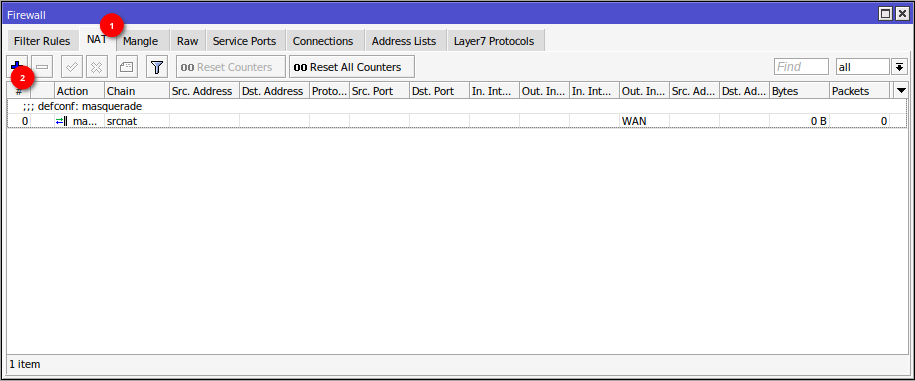 Firewall
1
Filter Rules NAT Mangle Raw Service Ports Connections Address Lists Layer7 Protocols
2
00 Reset Counters 00 Reset All Counters Find all
# Action Chain Src. Address Dst. Address Proto... Src. Port Dst. Port In. Int... Out. In... In. Int... Out. In... Src. Ad... Dst. Ad... Bytes Packets
;;; defconf: masquerade
0 ma... srcnat WAN 0 B 0
1 item